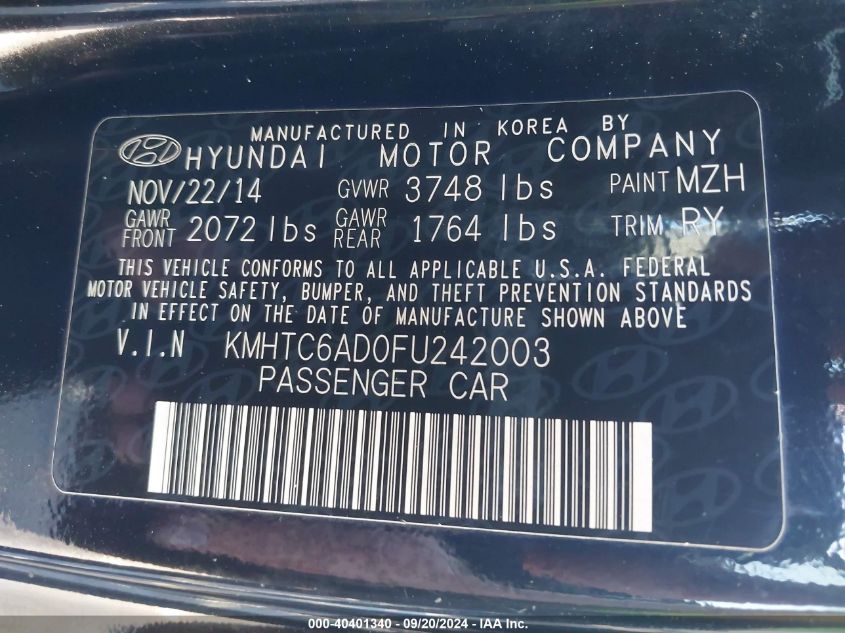 MANUFACTURED IN KOREA BY
HYUNDAI MOTOR COMPANY
NOV/22/14 GVWR 3748 lbs PAINT MZH
GAWR FRONT 2072 lbs GAWR REAR 1764 lbs TRIM RY
THIS VEHICLE CONFORMS TO ALL APPLICABLE U.S.A. FEDERAL
MOTOR VEHICLE SAFETY, BUMPER, AND THEFT PREVENTION STANDARDS
IN EFFECT ON THE DATE OF MANUFACTURE SHOWN ABOVE
V.I.N KMHTC6AD0FU242003
PASSENGER CAR
000-40401340 - 09/20/2024 - IAA Inc.